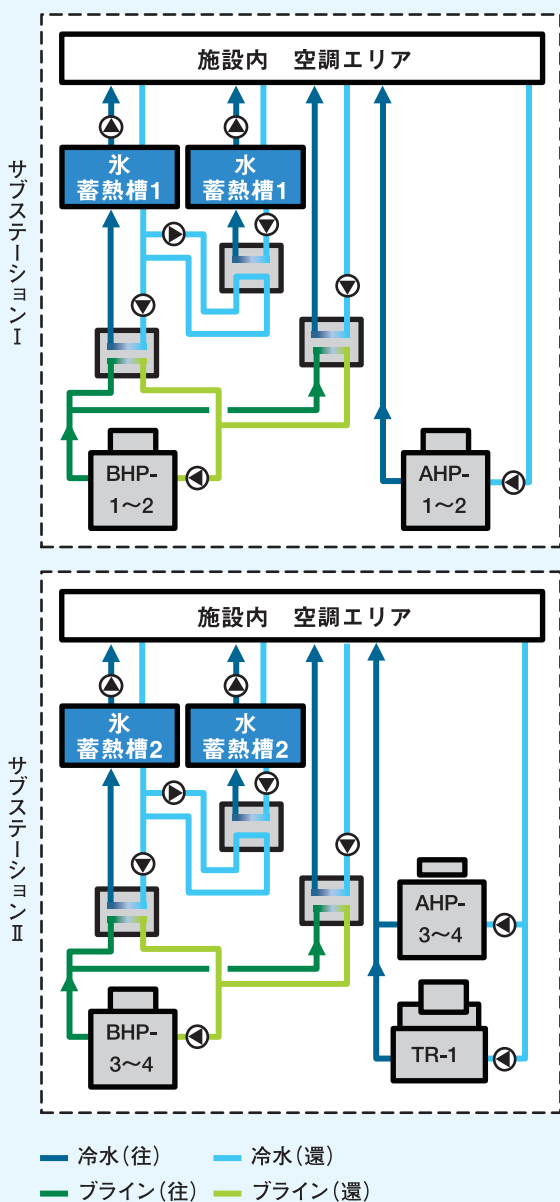 サブステーションⅠ
施設内　空調エリア
氷
蓄熱槽1
水
蓄熱槽1
BHP-
1〜2
AHP-
1〜2
サブステーションⅡ
施設内　空調エリア
氷
蓄熱槽2
水
蓄熱槽2
AHP-
3〜4
BHP-
3〜4
TR-1
冷水(往)　冷水(還)
ブライン(往)　ブライン(還)